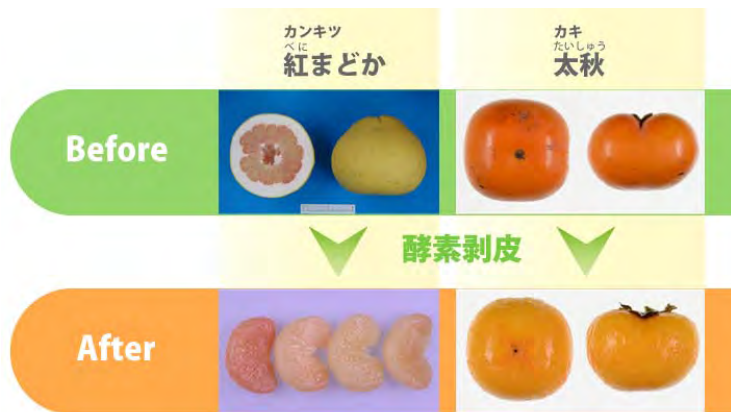 カンキツ
べに
紅まどか
カキ
たいしゅう
太秋
Before
酵素剥皮
After